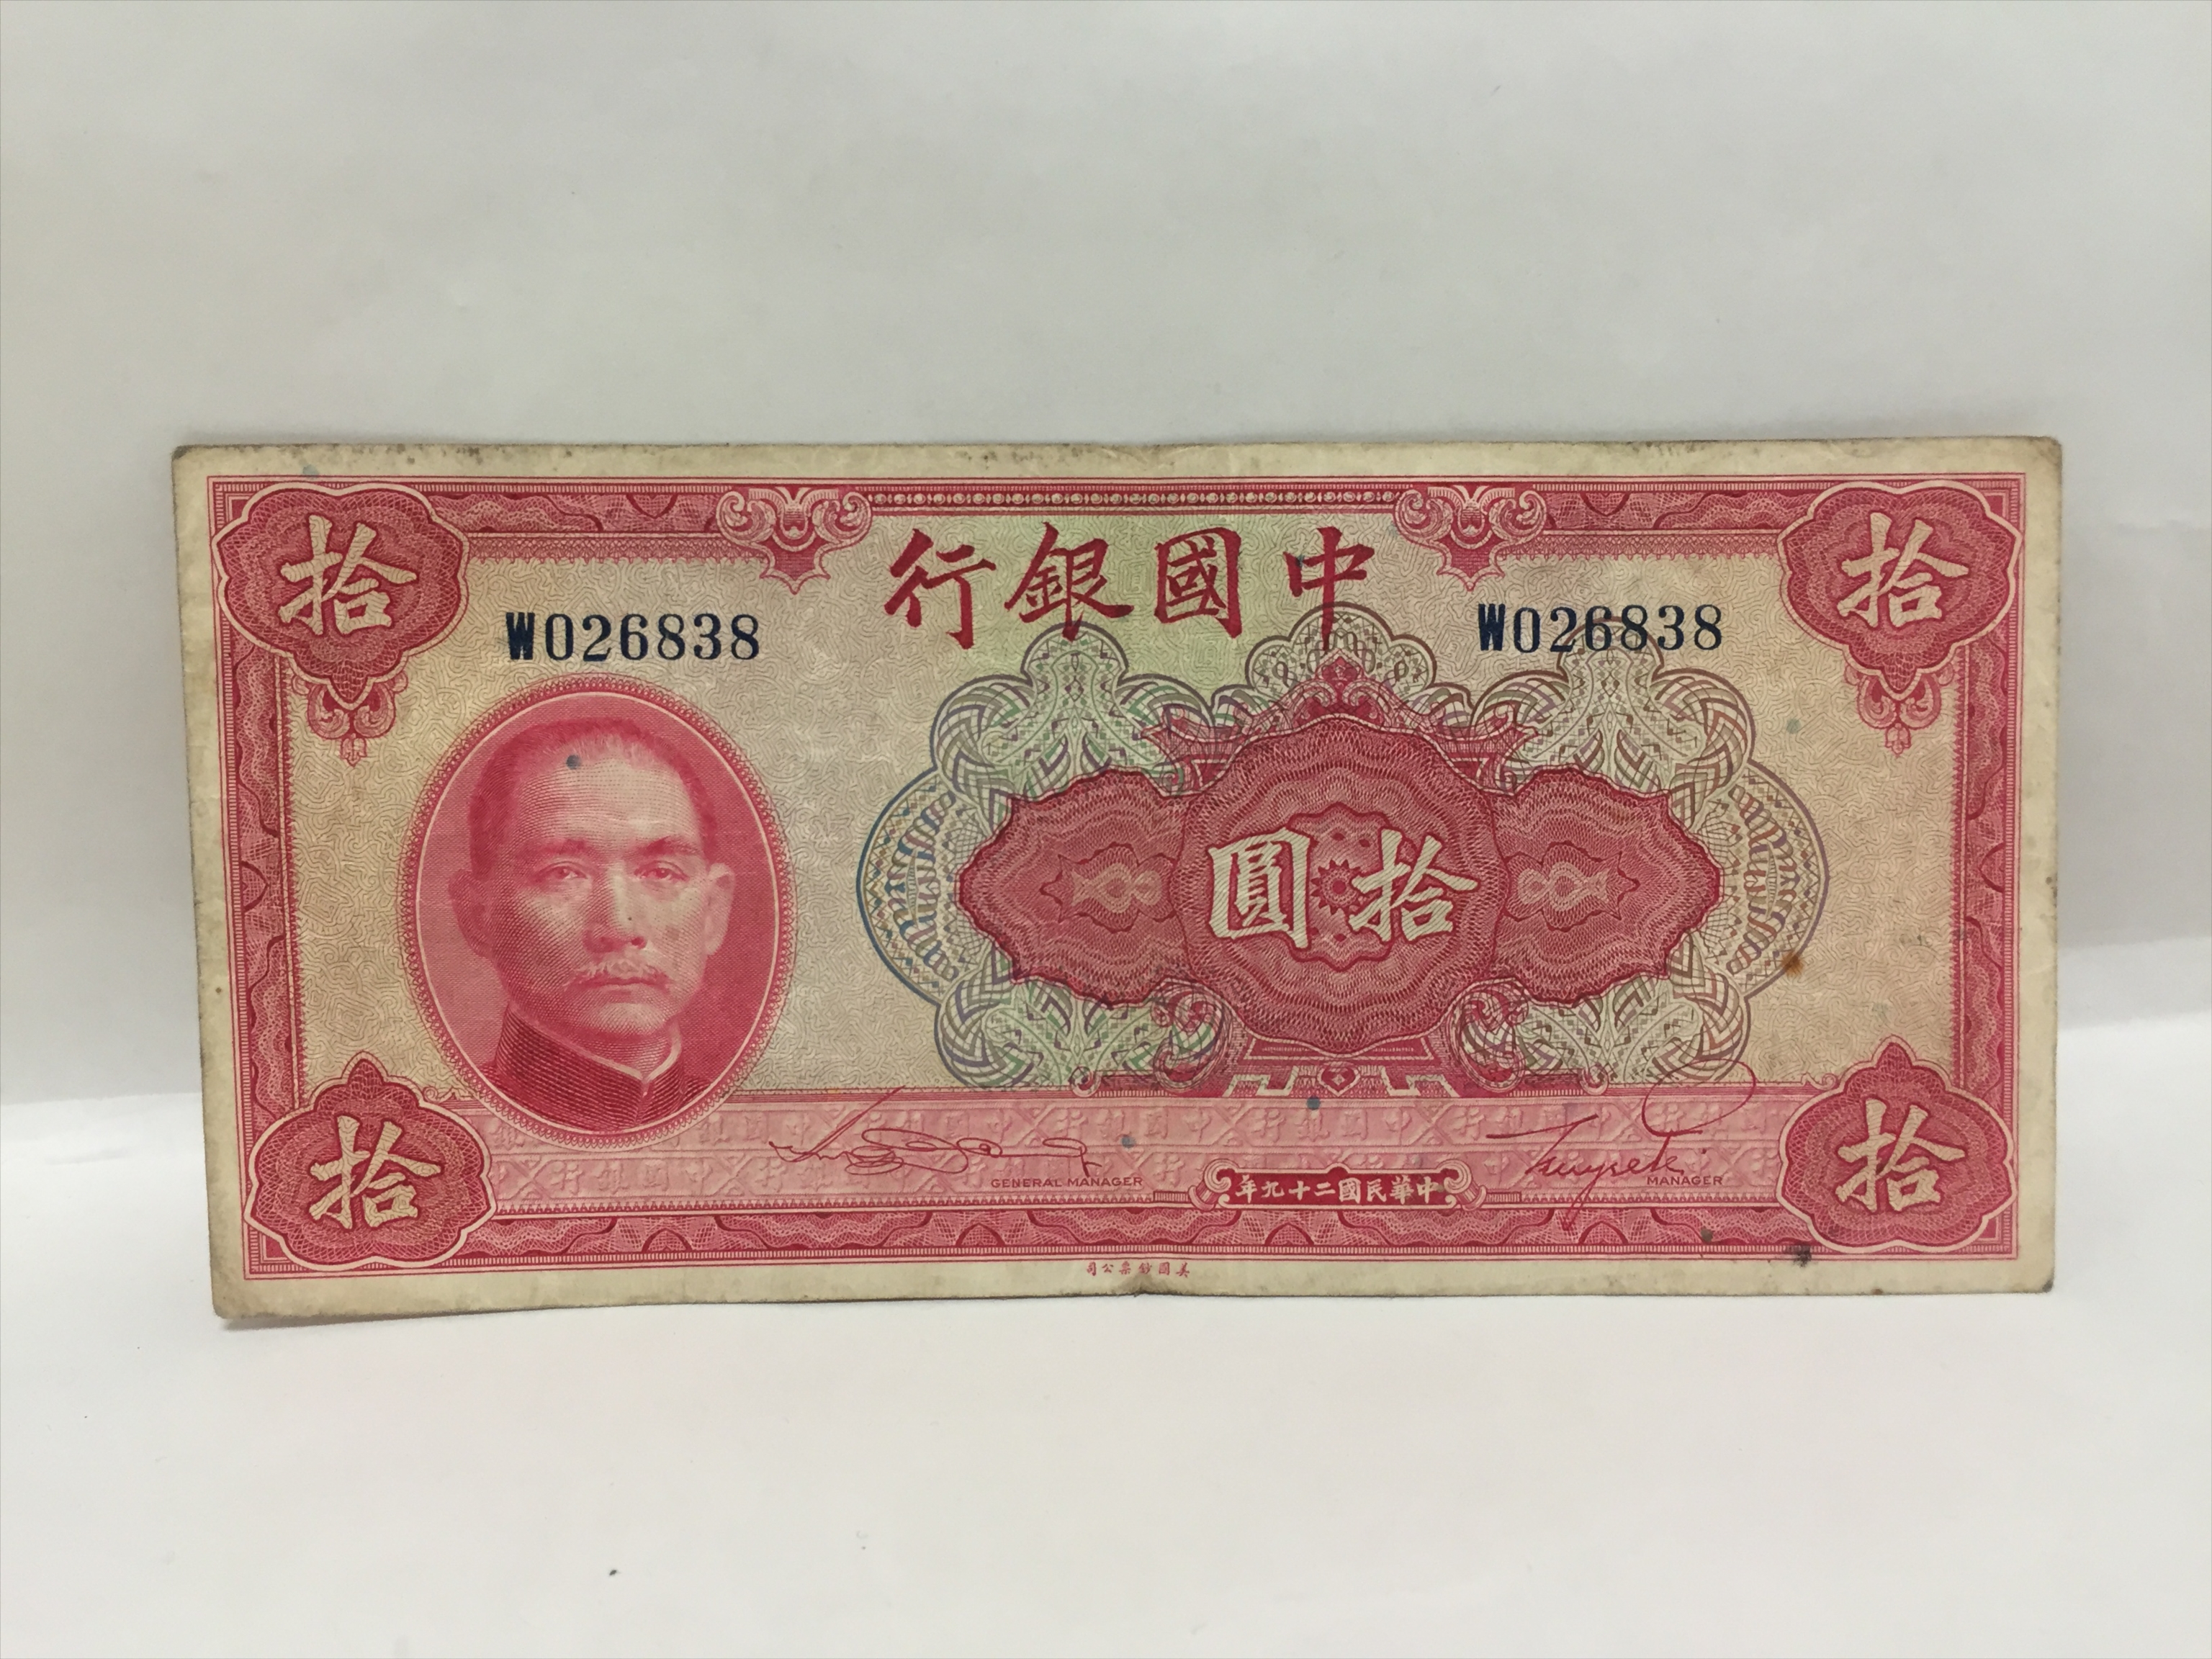 中國銀行
拾
拾
W026838
W026838
拾圓
GENERAL MANAGER
MANAGER
中華民國二十九年
拾
拾
美國鈔票公司